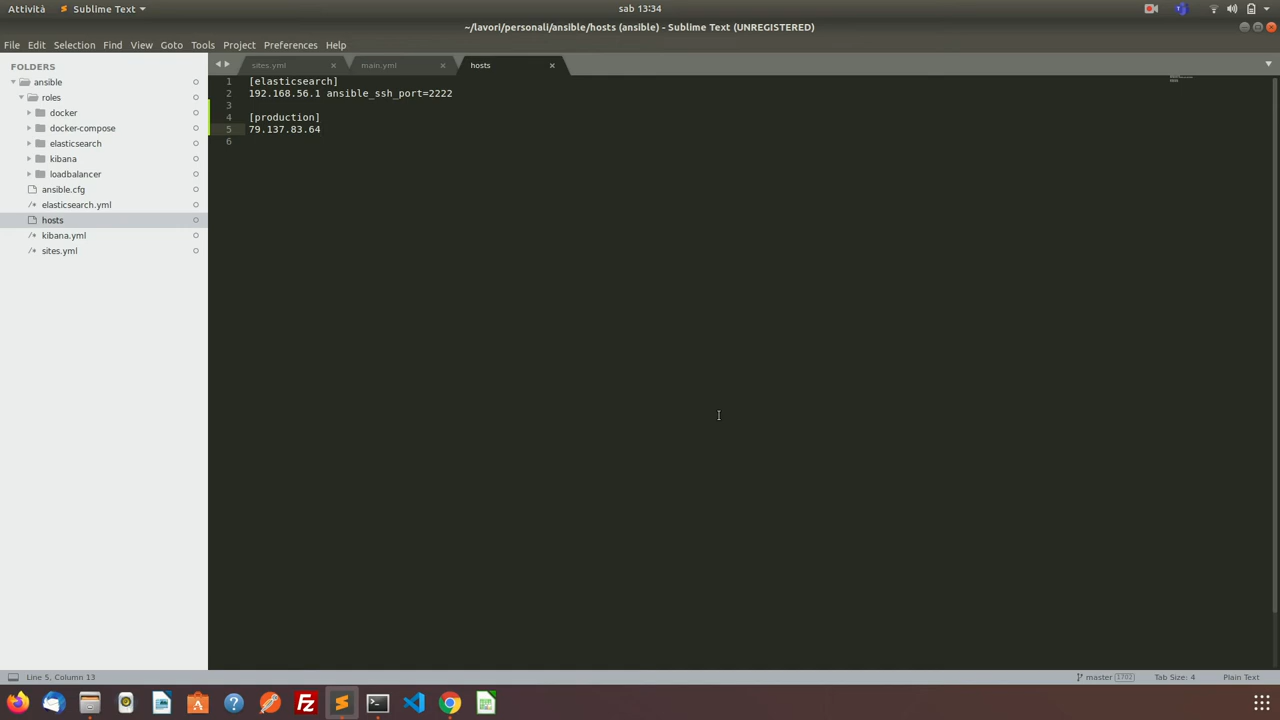 Attività
Sublime Text
sab 13:34
~/lavori/personali/ansible/hosts (ansible) - Sublime Text (UNREGISTERED)
File Edit Selection Find View Goto Tools Project Preferences Help
FOLDERS
ansible
roles
docker
docker-compose
elasticsearch
kibana
loadbalancer
ansible.cfg
/* elasticsearch.yml
hosts
/* kibana.yml
/* sites.yml
sites.yml
main.yml
hosts
1 [elasticsearch]
2 192.168.56.1 ansible_ssh_port=2222
3
4 [production]
5 79.137.83.64
6
Line 5, Column 13
master 1702
Tab Size: 4
Plain Text